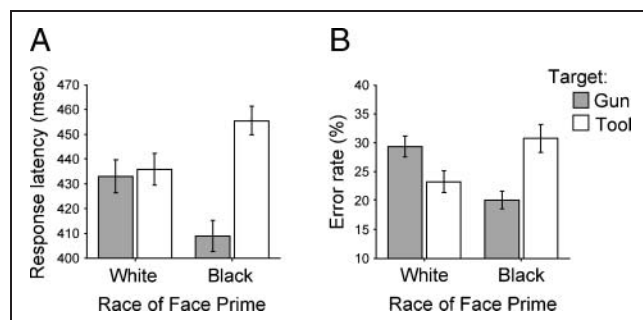 A
Response latency (msec)
470
460
450
440
430
420
410
400
White Black
Race of Face Prime
B
Error rate (%)
40
35
30
25
20
15
10
White Black
Race of Face Prime
Target:
Gun
Tool